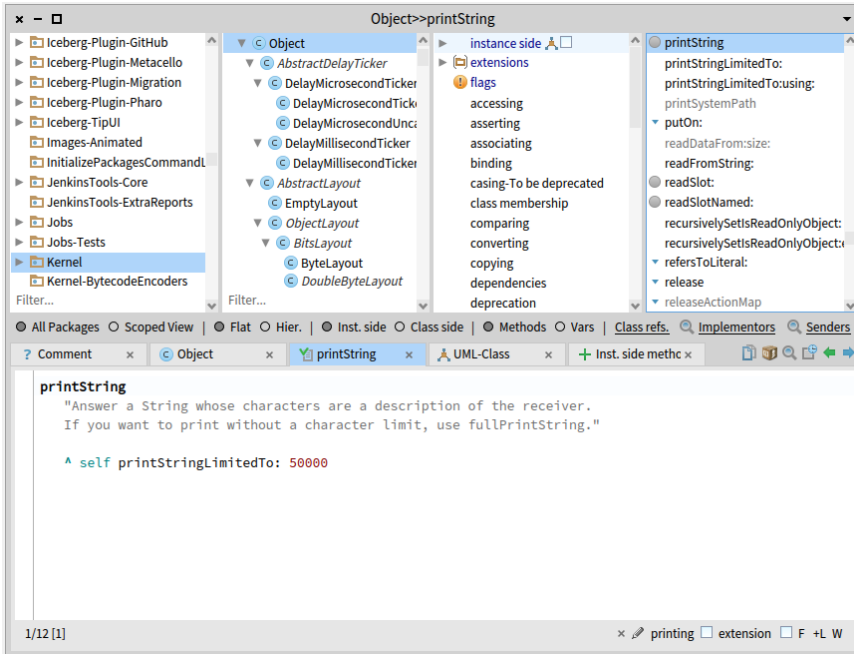 Object>>printString
Iceberg-Plugin-GitHub
Iceberg-Plugin-Metacello
Iceberg-Plugin-Migration
Iceberg-Plugin-Pharo
Iceberg-TipUI
Images-Animated
InitializePackagesCommandL
JenkinsTools-Core
JenkinsTools-ExtraReports
Jobs
Jobs-Tests
Kernel
Kernel-BytecodeEncoders
Filter...
Object
AbstractDelayTicker
DelayMicrosecondTicker
DelayMicrosecondTick
DelayMicrosecondUnca
DelayMillisecondTicker
DelayMillisecondTicker
AbstractLayout
EmptyLayout
ObjectLayout
BitsLayout
ByteLayout
DoubleByteLayout
Filter...
instance side
extensions
flags
accessing
asserting
associating
binding
casing-To be deprecated
class membership
comparing
converting
copying
dependencies
deprecation
printString
printStringLimitedTo:
printStringLimitedTo:using:
printSystemPath
putOn:
readDataFrom:size:
readFromString:
readSlot:
readSlotNamed:
recursivelySetIsReadOnlyObject:
recursivelySetIsReadOnlyObject:
refersToLiteral:
release
releaseActionMap
All Packages Scoped View | Flat Hier. | Inst. side Class side | Methods Vars | Class refs. Implementors Senders
? Comment × Object × printString × UML-Class × Inst. side methc ×
printString
"Answer a String whose characters are a description of the receiver.
If you want to print without a character limit, use fullPrintString."
^ self printStringLimitedTo: 50000
1/12 [1] × printing extension F +L W